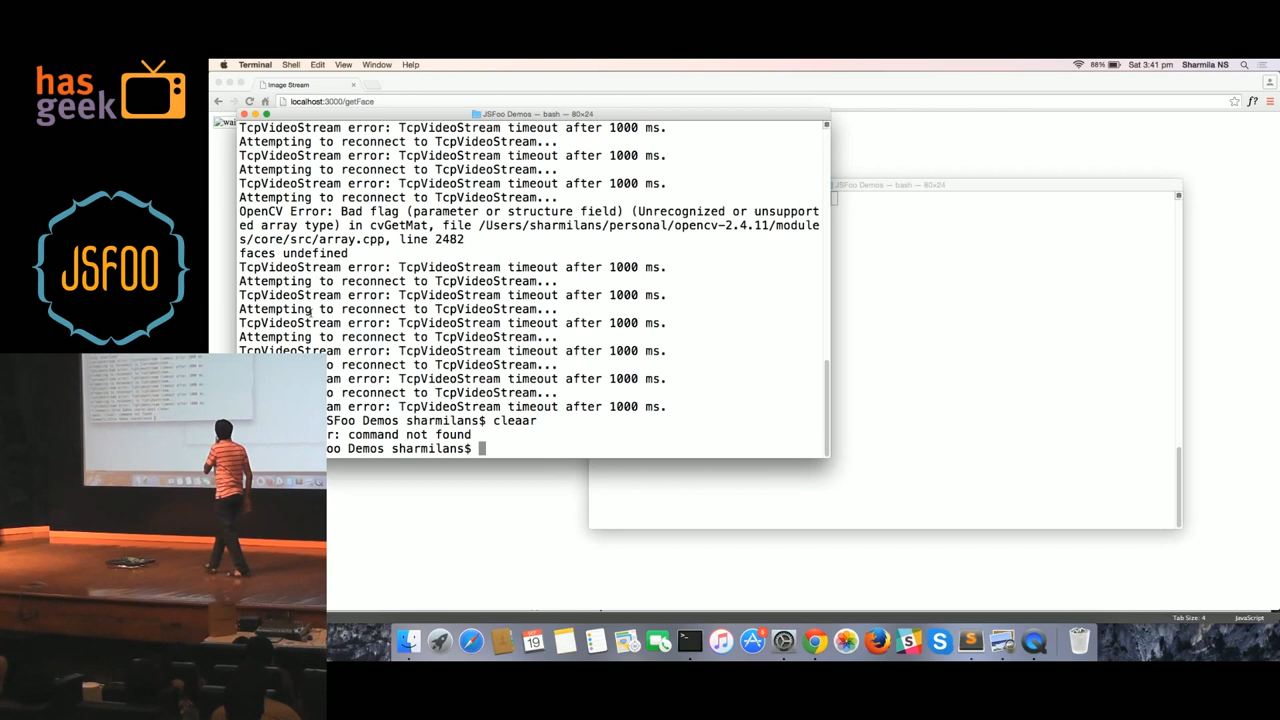 has
geek
JSFOO
Terminal Shell Edit View Window Help
86% Sat 3:41 pm Sharmila NS
Image Stream
localhost:3000/getFace
f?
JSFoo Demos — bash — 80×24
TcpVideoStream error: TcpVideoStream timeout after 1000 ms.
Attempting to reconnect to TcpVideoStream...
TcpVideoStream error: TcpVideoStream timeout after 1000 ms.
Attempting to reconnect to TcpVideoStream...
TcpVideoStream error: TcpVideoStream timeout after 1000 ms.
Attempting to reconnect to TcpVideoStream...
OpenCV Error: Bad flag (parameter or structure field) (Unrecognized or unsupport
ed array type) in cvGetMat, file /Users/sharmilans/personal/opencv-2.4.11/module
s/core/src/array.cpp, line 2482
faces undefined
TcpVideoStream error: TcpVideoStream timeout after 1000 ms.
Attempting to reconnect to TcpVideoStream...
TcpVideoStream error: TcpVideoStream timeout after 1000 ms.
Attempting to reconnect to TcpVideoStream...
TcpVideoStream error: TcpVideoStream timeout after 1000 ms.
Attempting to reconnect to TcpVideoStream...
TcpVideoStream error: TcpVideoStream timeout after 1000 ms.
o reconnect to TcpVideoStream...
am error: TcpVideoStream timeout after 1000 ms.
o reconnect to TcpVideoStream...
am error: TcpVideoStream timeout after 1000 ms.
SFoo Demos sharmilans$ cleaar
r: command not found
oo Demos sharmilans$
JSFoo Demos — bash — 80×24
Tab Size: 4 JavaScript
SEP
19